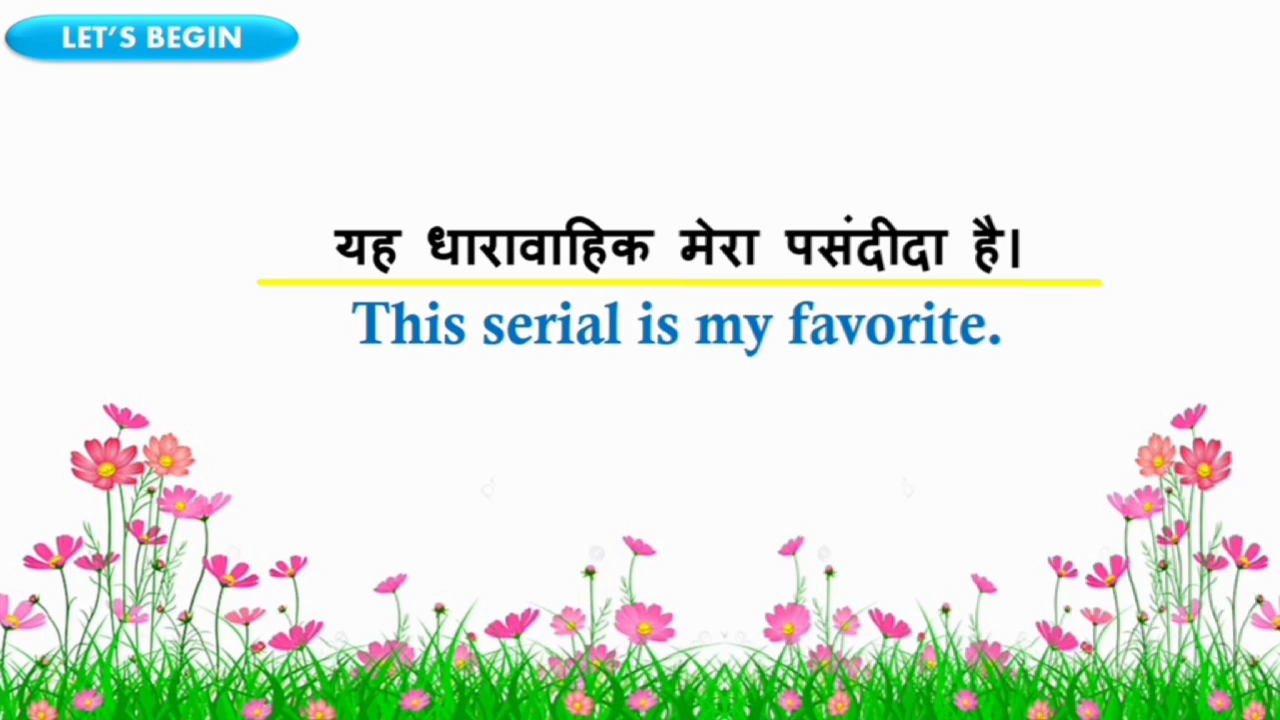 LET'S BEGIN
यह धारावाहिक मेरा पसंदीदा है।
This serial is my favorite.